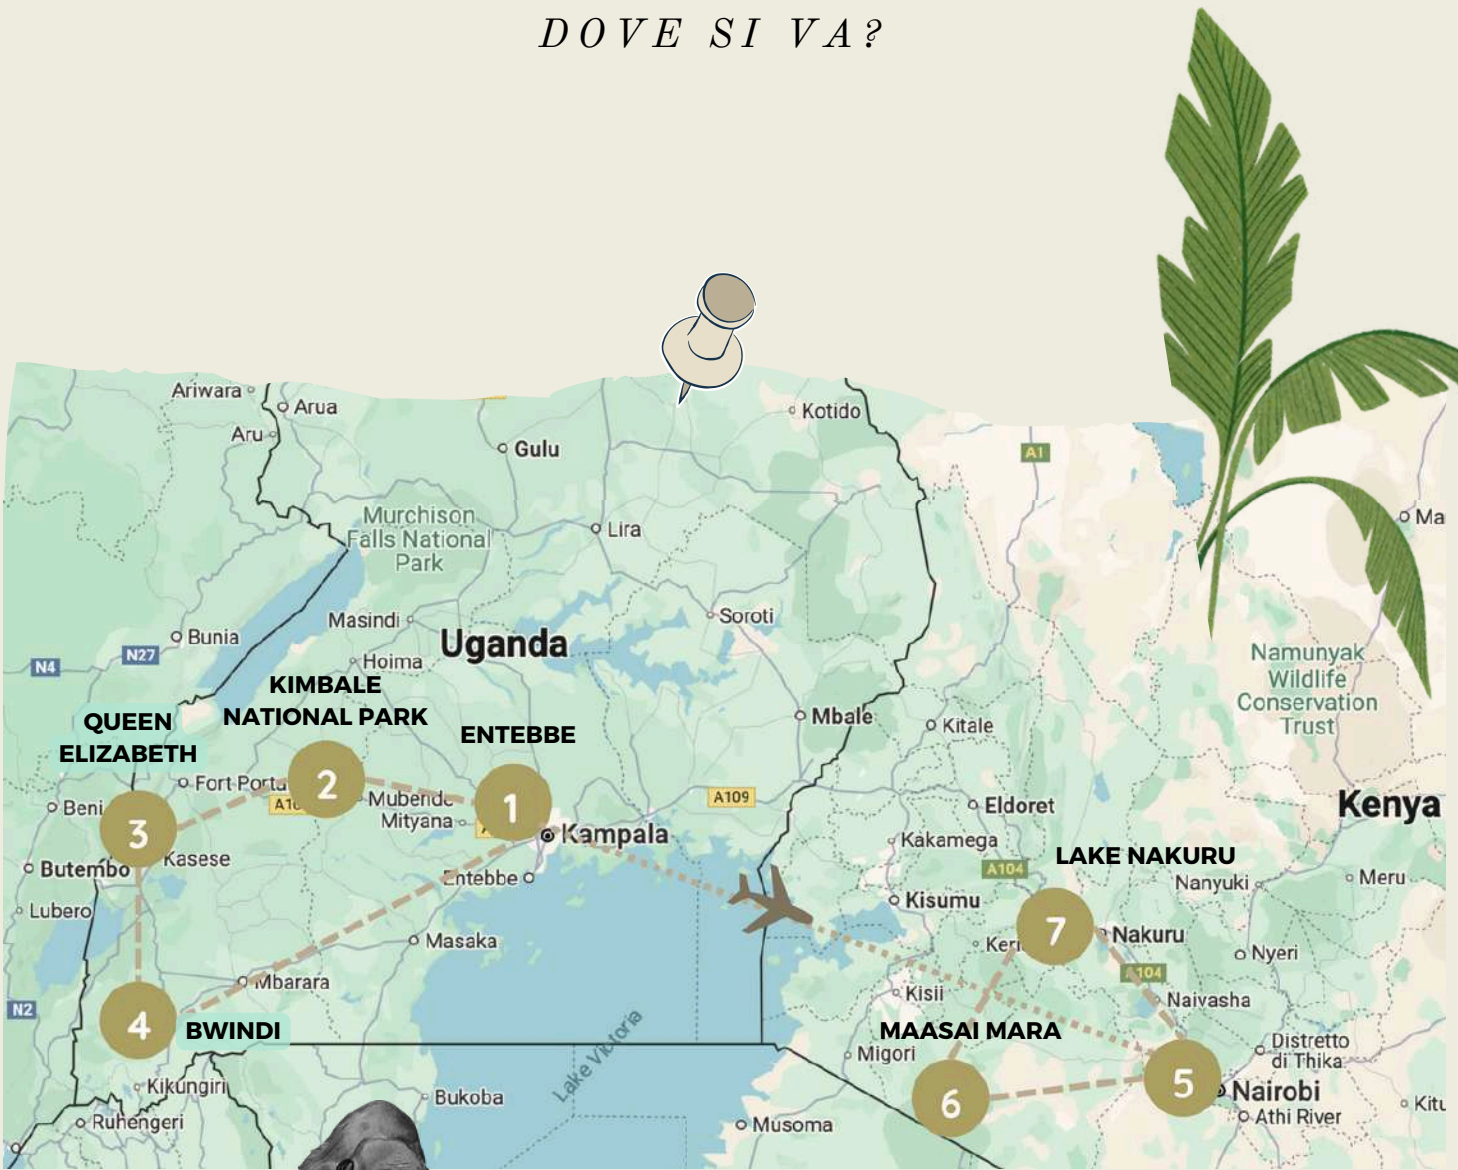 DOVE SI VA?
Ariwara
Arua
Aru
Kotido
Gulu
A1
Murchison
Falls National
Park
Lira
Masindi
Soroti
Bunia
N27
N4
Uganda
Hoima
Namunyak
Wildlife
Conservation
Trust
KIMBALE
NATIONAL PARK
QUEEN
ELIZABETH
ENTEBBE
Mbale
Kitale
Fort
2
1
A109
Beni
3
Mubende
Mityana
Kampala
Eldoret
Kenya
Kakamega
Butembo
Kasese
LAKE NAKURU
A104
Nanyuki
Meru
Entebbe
Kisumu
Lubero
7
Nakuru
Masaka
Nyeri
A104
Mbarara
Kisii
Naivasha
N2
4
BWINDI
MAASAI MARA
Lake Victoria
Migori
Distretto
di Thika
5
Kikungiri
Bukoba
6
Nairobi
Ruhengeri
Musoma
Athi River